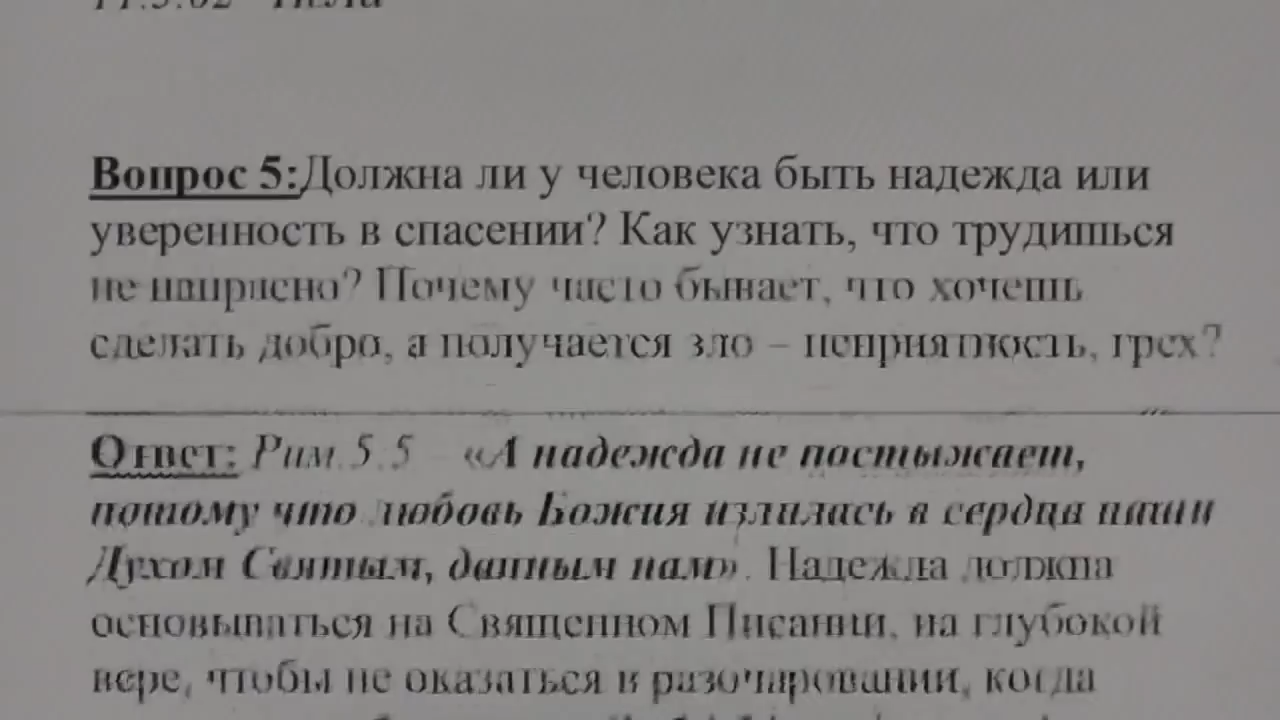 Вопрос 5:Должна ли у человека быть надежда или
уверенность в спасении? Как узнать, что трудишься
не напрасно? Почему часто бывает, что хочешь
сделать добро, а получается зло – неприятность, грех?
Ответ: Рим.5.5 «А надежда не постыжает,
потому что любовь Божия излилась в сердца наши
Духом Святым, данным нам». Надежда должна
основываться на Священном Писании, на глубокой
вере, чтобы не оказаться в разочаровании, когда